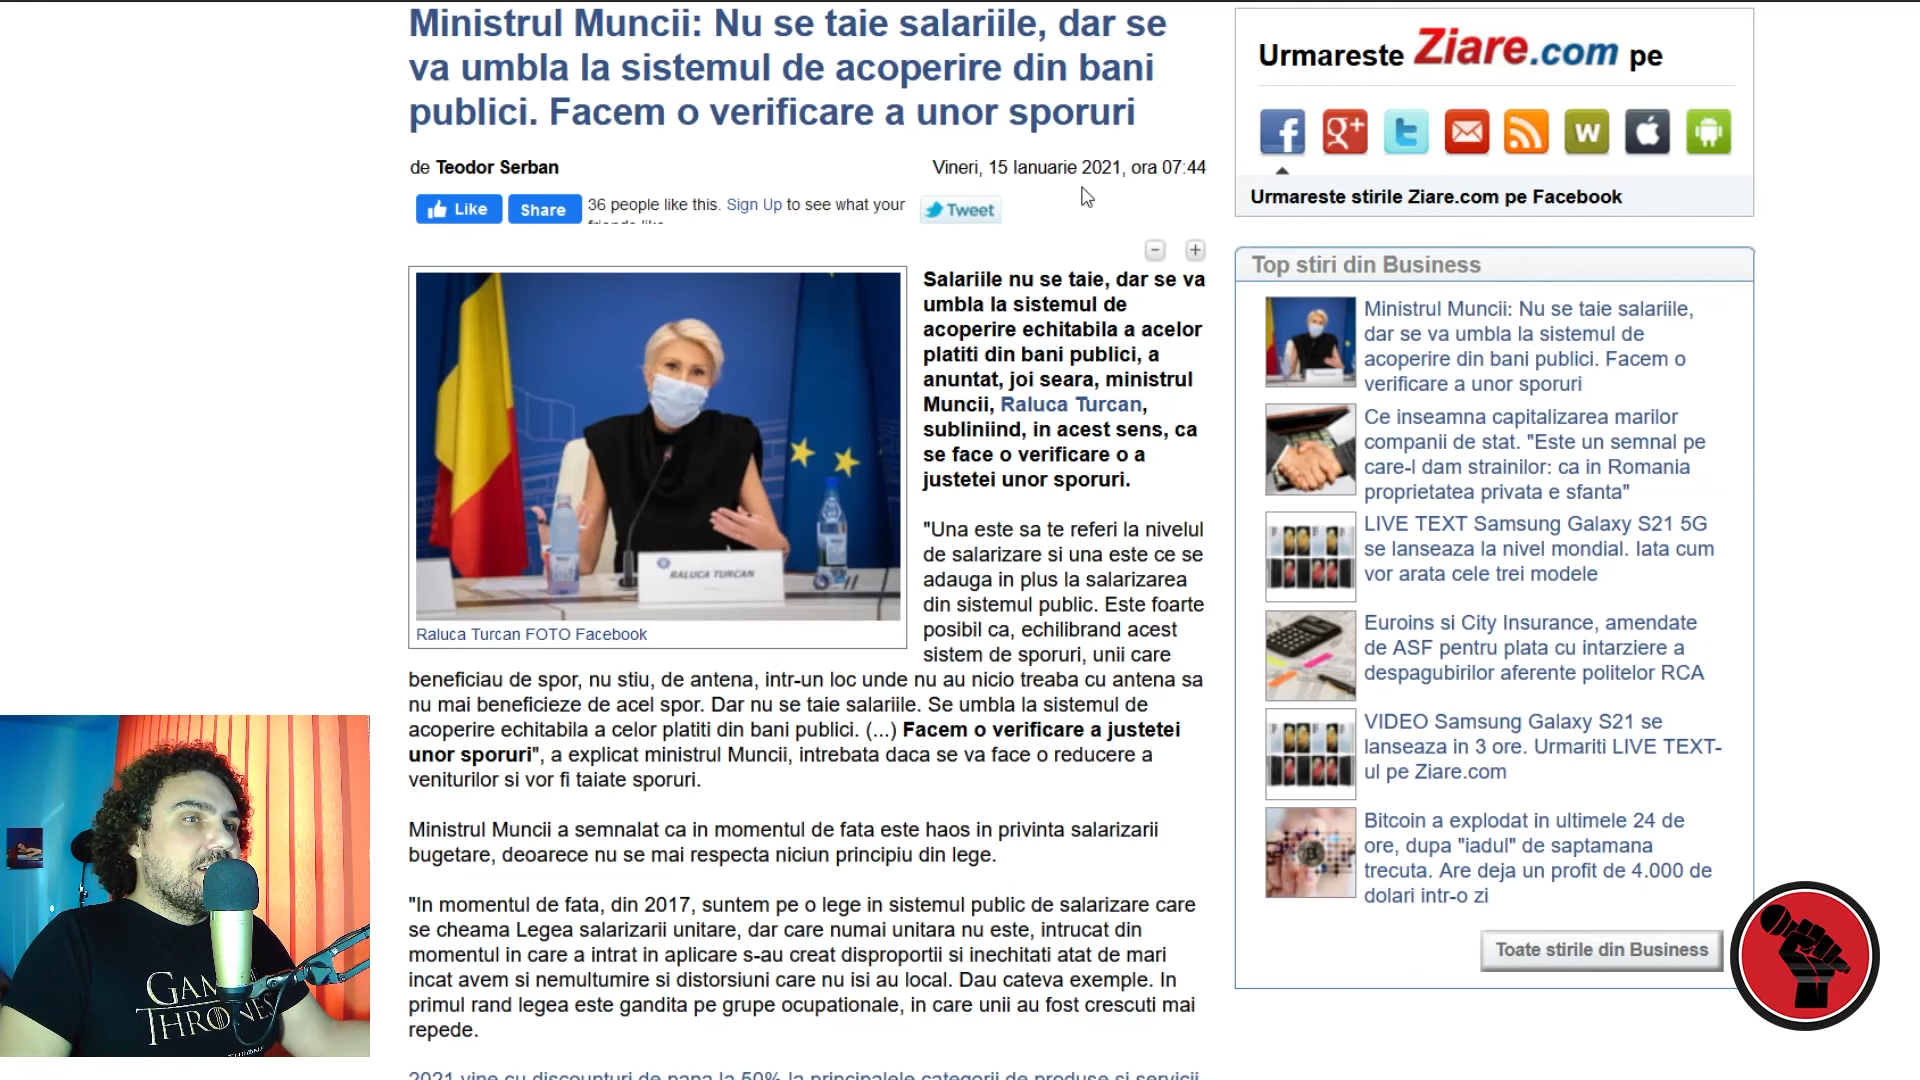 Ministrul Muncii: Nu se taie salariile, dar se
va umbla la sistemul de acoperire din bani
publici. Facem o verificare a unor sporuri
de Teodor Serban
Vineri, 15 Ianuarie 2021, ora 07:44
Like
Share
36 people like this. Sign Up to see what your
Tweet
Salariile nu se taie, dar se va
umbla la sistemul de
acoperire echitabila a acelor
platiti din bani publici, a
anuntat, joi seara, ministrul
Muncii, Raluca Turcan,
subliniind, in acest sens, ca
se face o verificare o a
justetei unor sporuri.
RALUCA TURCAN
Raluca Turcan FOTO Facebook
"Una este sa te referi la nivelul
de salarizare si una este ce se
adauga in plus la salarizarea
din sistemul public. Este foarte
posibil ca, echilibrand acest
sistem de sporuri, unii care
beneficiau de spor, nu stiu, de antena, intr-un loc unde nu au nicio treaba cu antena sa
nu mai beneficieze de acel spor. Dar nu se taie salariile. Se umbla la sistemul de
acoperire echitabila a celor platiti din bani publici. (...) Facem o verificare a justetei
unor sporuri", a explicat ministrul Muncii, intrebata daca se va face o reducere a
veniturilor si vor fi taiate sporuri.
Ministrul Muncii a semnalat ca in momentul de fata este haos in privinta salarizarii
bugetare, deoarece nu se mai respecta niciun principiu din lege.
"In momentul de fata, din 2017, suntem pe o lege in sistemul public de salarizare care
se cheama Legea salarizarii unitare, dar care numai unitara nu este, intrucat din
momentul in care a intrat in aplicare s-au creat disproportii si inechitati atat de mari
incat avem si nemultumire si distorsiuni care nu isi au local. Dau cateva exemple. In
primul rand legea este gandita pe grupe ocupationale, in care unii au fost crescuti mai
repede.
2021 vine cu discounturi de pana la 50% la principalele categorii de produse si servicii
Urmareste Ziare.com pe
Urmareste stirile Ziare.com pe Facebook
Top stiri din Business
Ministrul Muncii: Nu se taie salariile,
dar se va umbla la sistemul de
acoperire din bani publici. Facem o
verificare a unor sporuri
Ce inseamna capitalizarea marilor
companii de stat. "Este un semnal pe
care-l dam strainilor: ca in Romania
proprietatea privata e sfanta"
LIVE TEXT Samsung Galaxy S21 5G
se lanseaza la nivel mondial. Iata cum
vor arata cele trei modele
Euroins si City Insurance, amendate
de ASF pentru plata cu intarziere a
despagubirilor aferente politelor RCA
VIDEO Samsung Galaxy S21 se
lanseaza in 3 ore. Urmariti LIVE TEXT-
ul pe Ziare.com
Bitcoin a explodat in ultimele 24 de
ore, dupa "iadul" de saptamana
trecuta. Are deja un profit de 4.000 de
dolari intr-o zi
Toate stirile din Business